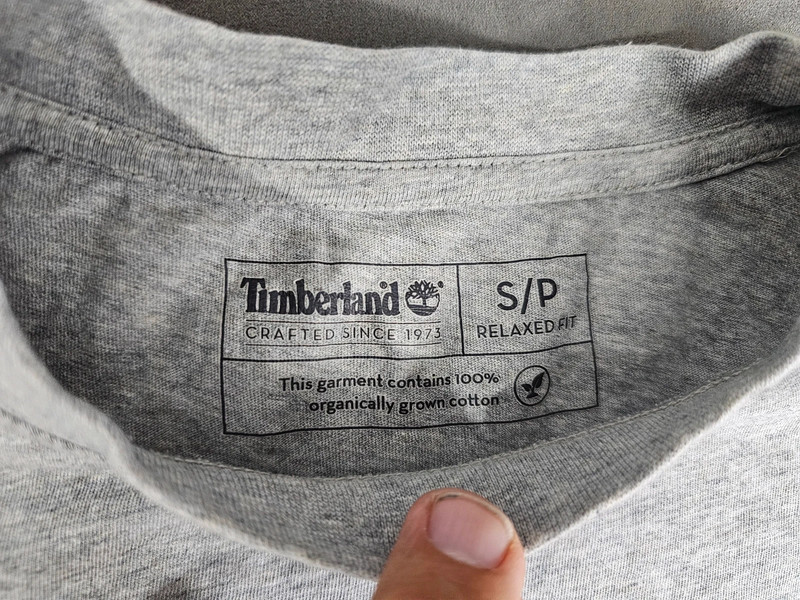 Timberland
CRAFTED SINCE 1973
S/P
RELAXED FIT
This garment contains 100%
organically grown cotton